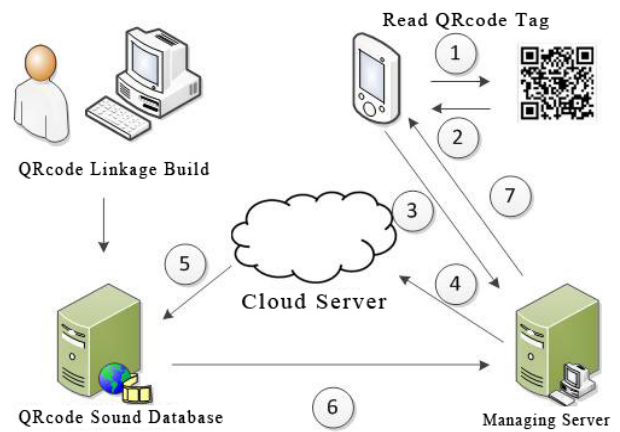 Read QRcode Tag
1
2
QRcode Linkage Build
3
7
5
4
Cloud Server
6
QRcode Sound Database
Managing Server